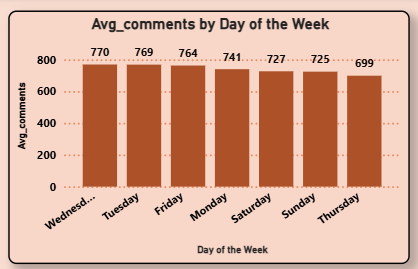 Avg_comments by Day of the Week
770 769 764 741 727 725 699
Avg_comments
800
600
400
200
0
Wednesd... Tuesday Friday Monday Saturday Sunday Thursday
Day of the Week